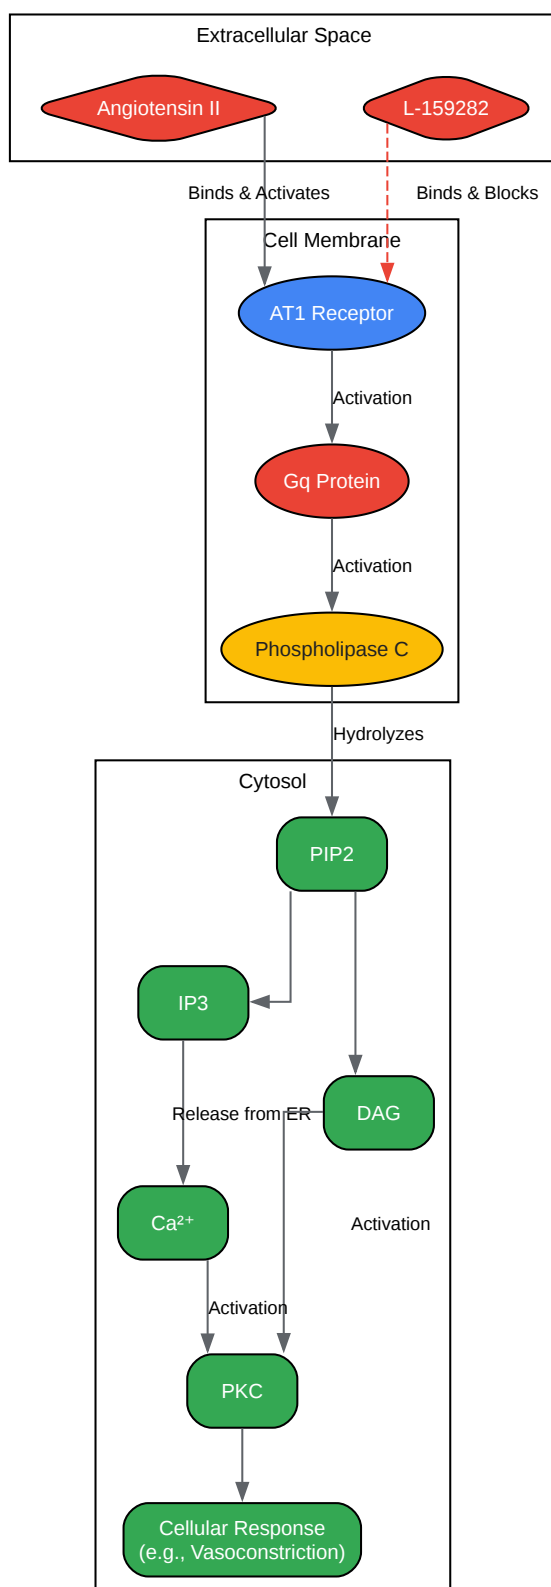 Extracellular Space
Angiotensin II
L-159282
Binds & Activates
Binds & Blocks
Cell Membrane
AT1 Receptor
Activation
Gq Protein
Activation
Phospholipase C
Hydrolyzes
Cytosol
PIP2
IP3
Release from ER
DAG
Ca²⁺
Activation
Activation
PKC
Cellular Response
(e.g., Vasoconstriction)